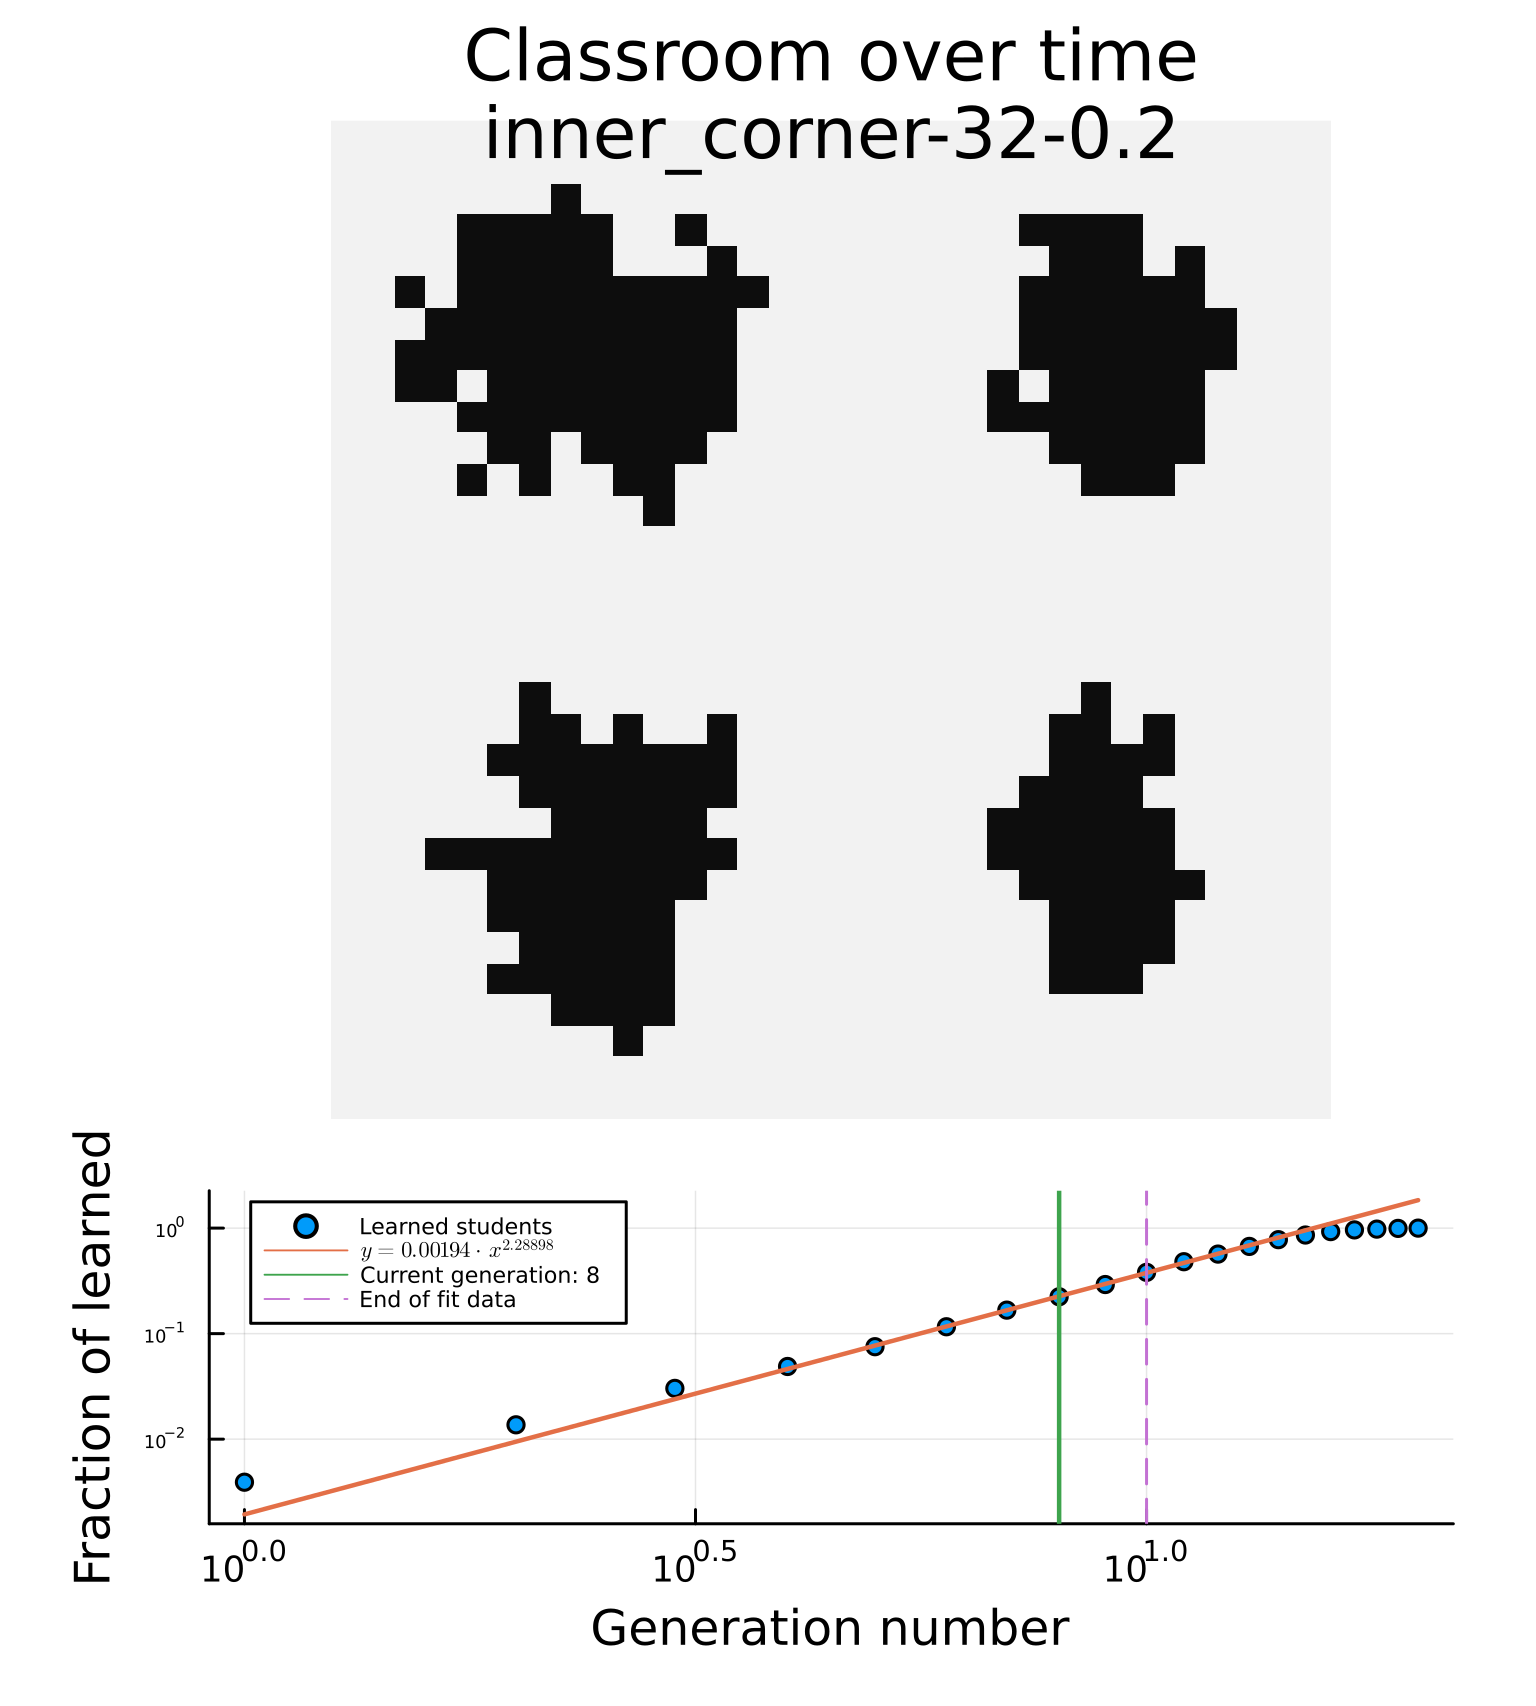 Classroom over time
inner_corner-32-0.2
Fraction of learned
10⁰
10⁻¹
10⁻²
Learned students
y = 0.00194 · x^2.28898
Current generation: 8
End of fit data
10^0.0
10^0.5
10^1.0
Generation number